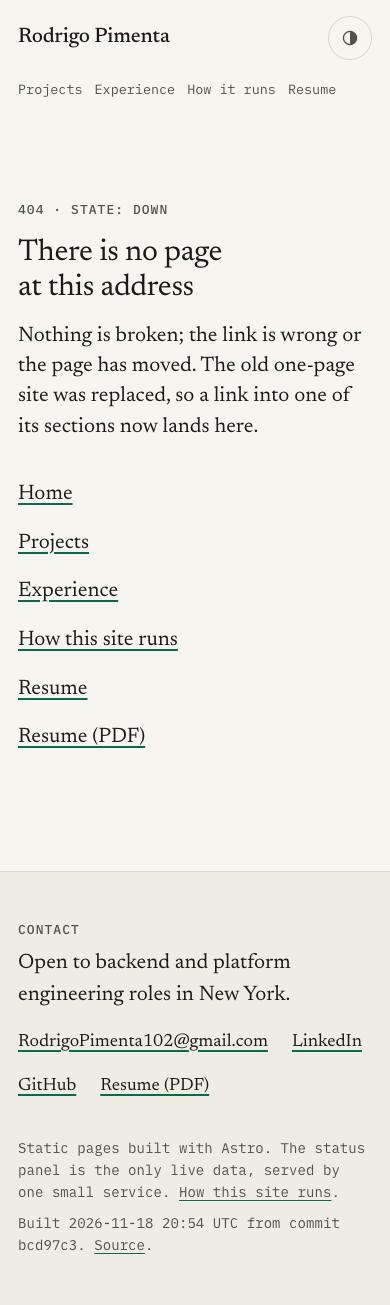 Rodrigo Pimenta
Projects Experience How it runs Resume
404 · STATE: DOWN
There is no page
at this address
Nothing is broken; the link is wrong or
the page has moved. The old one-page
site was replaced, so a link into one of
its sections now lands here.
Home
Projects
Experience
How this site runs
Resume
Resume (PDF)
CONTACT
Open to backend and platform
engineering roles in New York.
RodrigoPimenta102@gmail.com LinkedIn
GitHub Resume (PDF)
Static pages built with Astro. The status
panel is the only live data, served by
one small service. How this site runs.
Built 2026-11-18 20:54 UTC from commit
bcd97c3. Source.